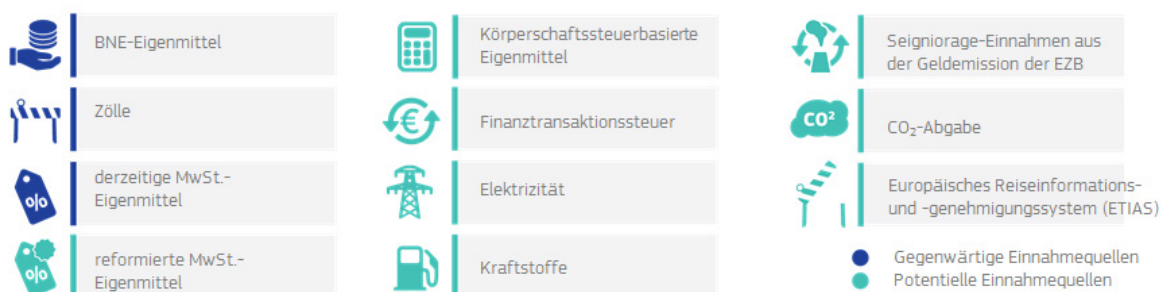 BNE-Eigenmittel
Zölle
derzeitige MwSt.-
Eigenmittel
%
reformierte MwSt.-
Eigenmittel
%
Körperschaftssteuerbasierte
Eigenmittel
€
Finanztransaktionssteuer
Elektrizität
Kraftstoffe
Seigniorage-Einnahmen aus
der Geldemission der EZB
CO²
CO₂-Abgabe
Europäisches Reiseinformations-
und -genehmigungssystem (ETIAS)
Gegenwärtige Einnahmequellen
Potentielle Einnahmequellen